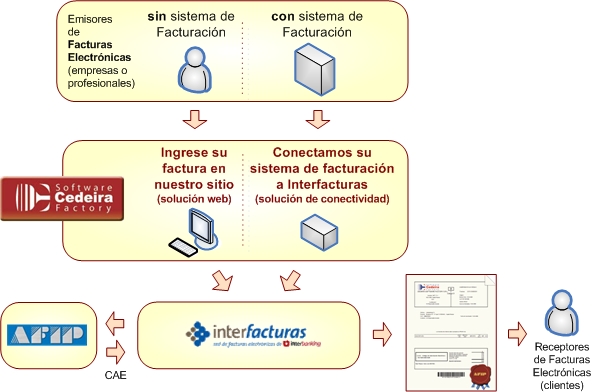 Emisores
de
Facturas
Electrónicas
(empresas o
profesionales)
sin sistema de
Facturación
con sistema de
Facturación
Software
Cedeira
Factory
Ingrese su
factura en
nuestro sitio
(solución web)
Conectamos su
sistema de facturación
a Interfacturas
(solución de conectividad)
AFIP
CAE
interfacturas
red de facturas electrónicas de interbanking
Cedeira
AFIP
Receptores
de Facturas
Electrónicas
(clientes)